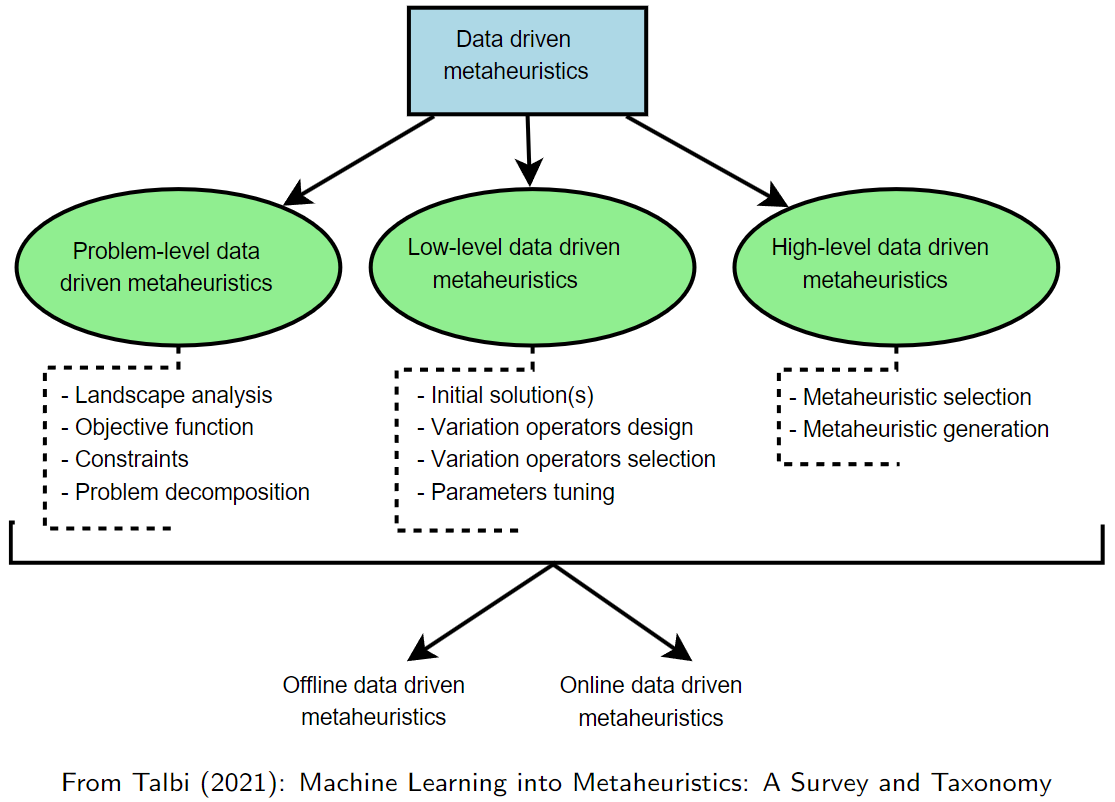 Data driven
metaheuristics
Problem-level data
driven metaheuristics
Low-level data driven
metaheuristics
High-level data driven
metaheuristics
- Landscape analysis
- Objective function
- Constraints
- Problem decomposition
- Initial solution(s)
- Variation operators design
- Variation operators selection
- Parameters tuning
- Metaheuristic selection
- Metaheuristic generation
Offline data driven
metaheuristics
Online data driven
metaheuristics
From Talbi (2021): Machine Learning into Metaheuristics: A Survey and Taxonomy